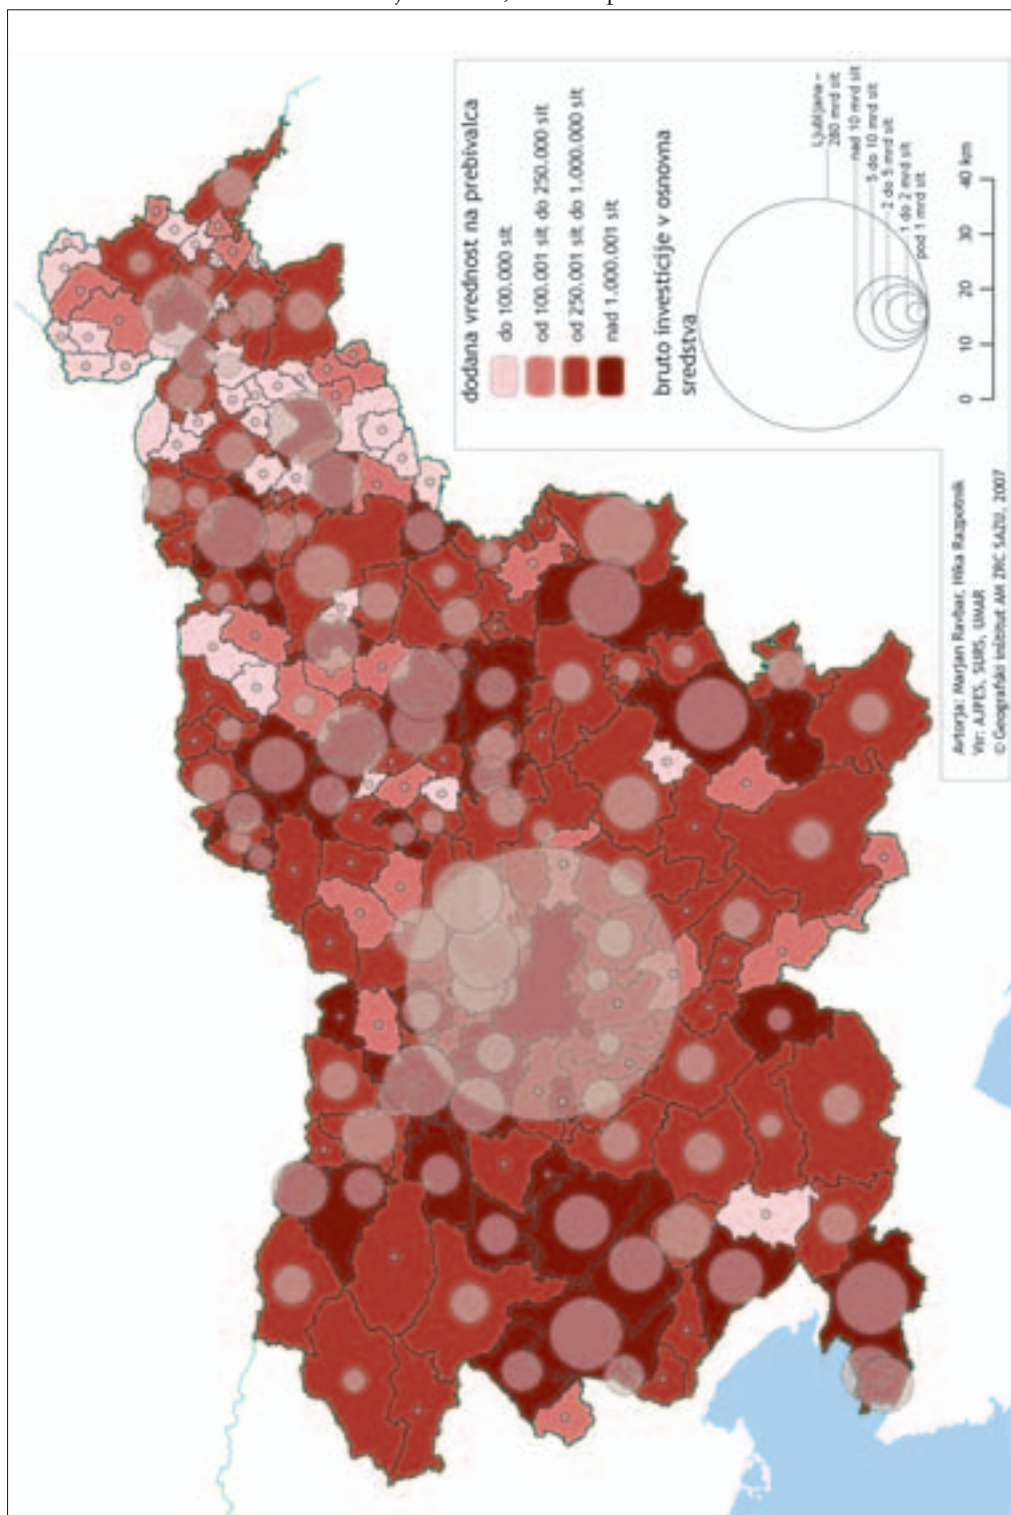 dodana vrednost na prebivalca
do 100.000 sit
od 100.001 sit do 250.000 sit
od 250.001 sit do 1.000.000 sit
nad 1.000.001 sit
bruto investicije v osnovna
sredstva
Ljubljana –
280 mrd sit
nad 10 mrd sit
5 do 10 mrd sit
2 do 5 mrd sit
1 do 2 mrd sit
pod 1 mrd sit
0 10 20 30 40 km
Avtorja: Marjan Ravbar, Nika Razpotnik
Vir: AJPES, SURS, UMAR
© Geografski inštitut AM ZRC SAZU, 2007